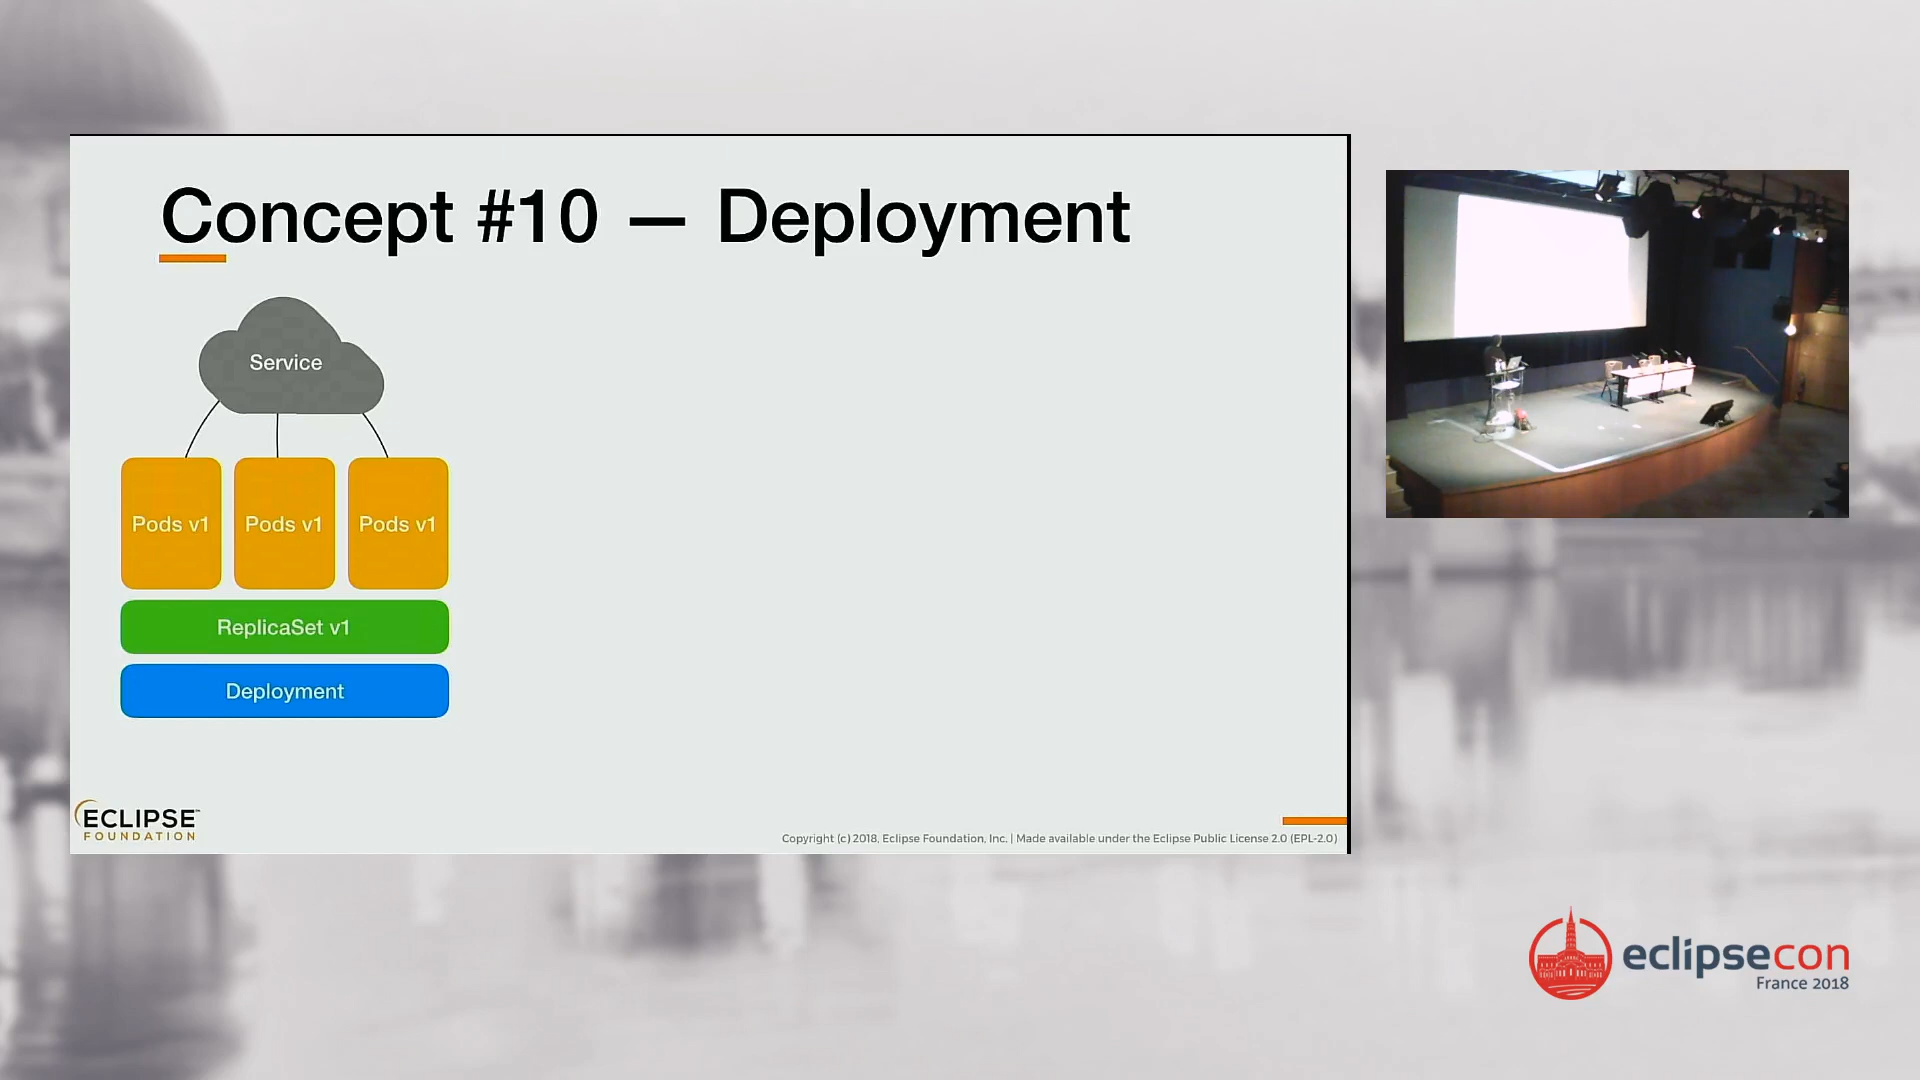 Concept #10 — Deployment
Service
Pods v1
Pods v1
Pods v1
ReplicaSet v1
Deployment
ECLIPSE™
FOUNDATION
Copyright (c) 2018, Eclipse Foundation, Inc. | Made available under the Eclipse Public License 2.0 (EPL-2.0)
eclipsecon
France 2018